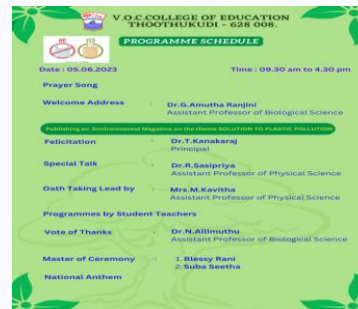 V.O.C.COLLEGE OF EDUCATION
THOOTHUKUDI - 628 008.
NO
YES
PROGRAMME SCHEDULE
Date : 05.06.2023 Time : 09.30 am to 4.30 pm
Prayer Song
Welcome Address : Dr.G.Amutha Ranjini
Assistant Professor of Biological Science
Publishing an Environmental Magazine on the theme SOLUTION TO PLASTIC POLLUTION
Felicitation : Dr.T.Kanakaraj
Principal
Special Talk : Dr.R.Sasipriya
Assistant Professor of Physical Science
Oath Taking Lead by : Mrs.M.Kavitha
Assistant Professor of Physical Science
Programmes by Student Teachers
Vote of Thanks : Dr.N.Allimuthu
Assistant Professor of Biological Science
Master of Ceremony : 1. Blessy Rani
2. Suba Seetha
National Anthem